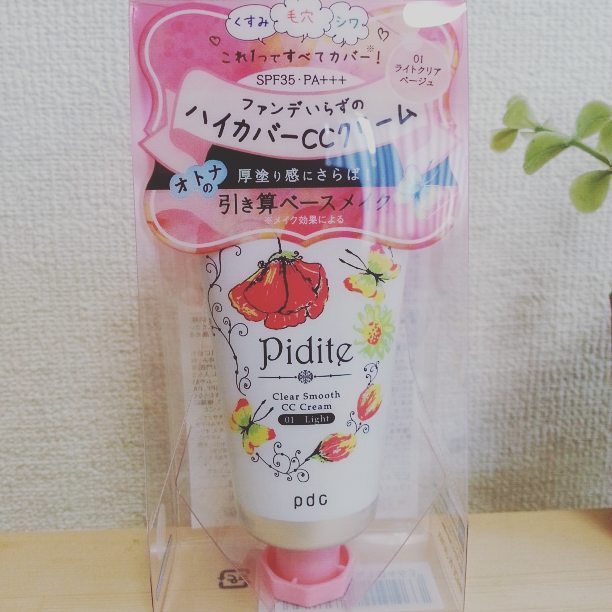 くすみ 毛穴 シワ
これ1つですべてカバー※!
01
ライトクリア
ベージュ
SPF35・PA+++
ファンデいらずの
ハイカバーCCクリーム
オトナの
厚塗り感にさらば!
引き算ベースメイク
※メイク効果による
Pidite
Clear Smooth
CC Cream
01 Light
pdc